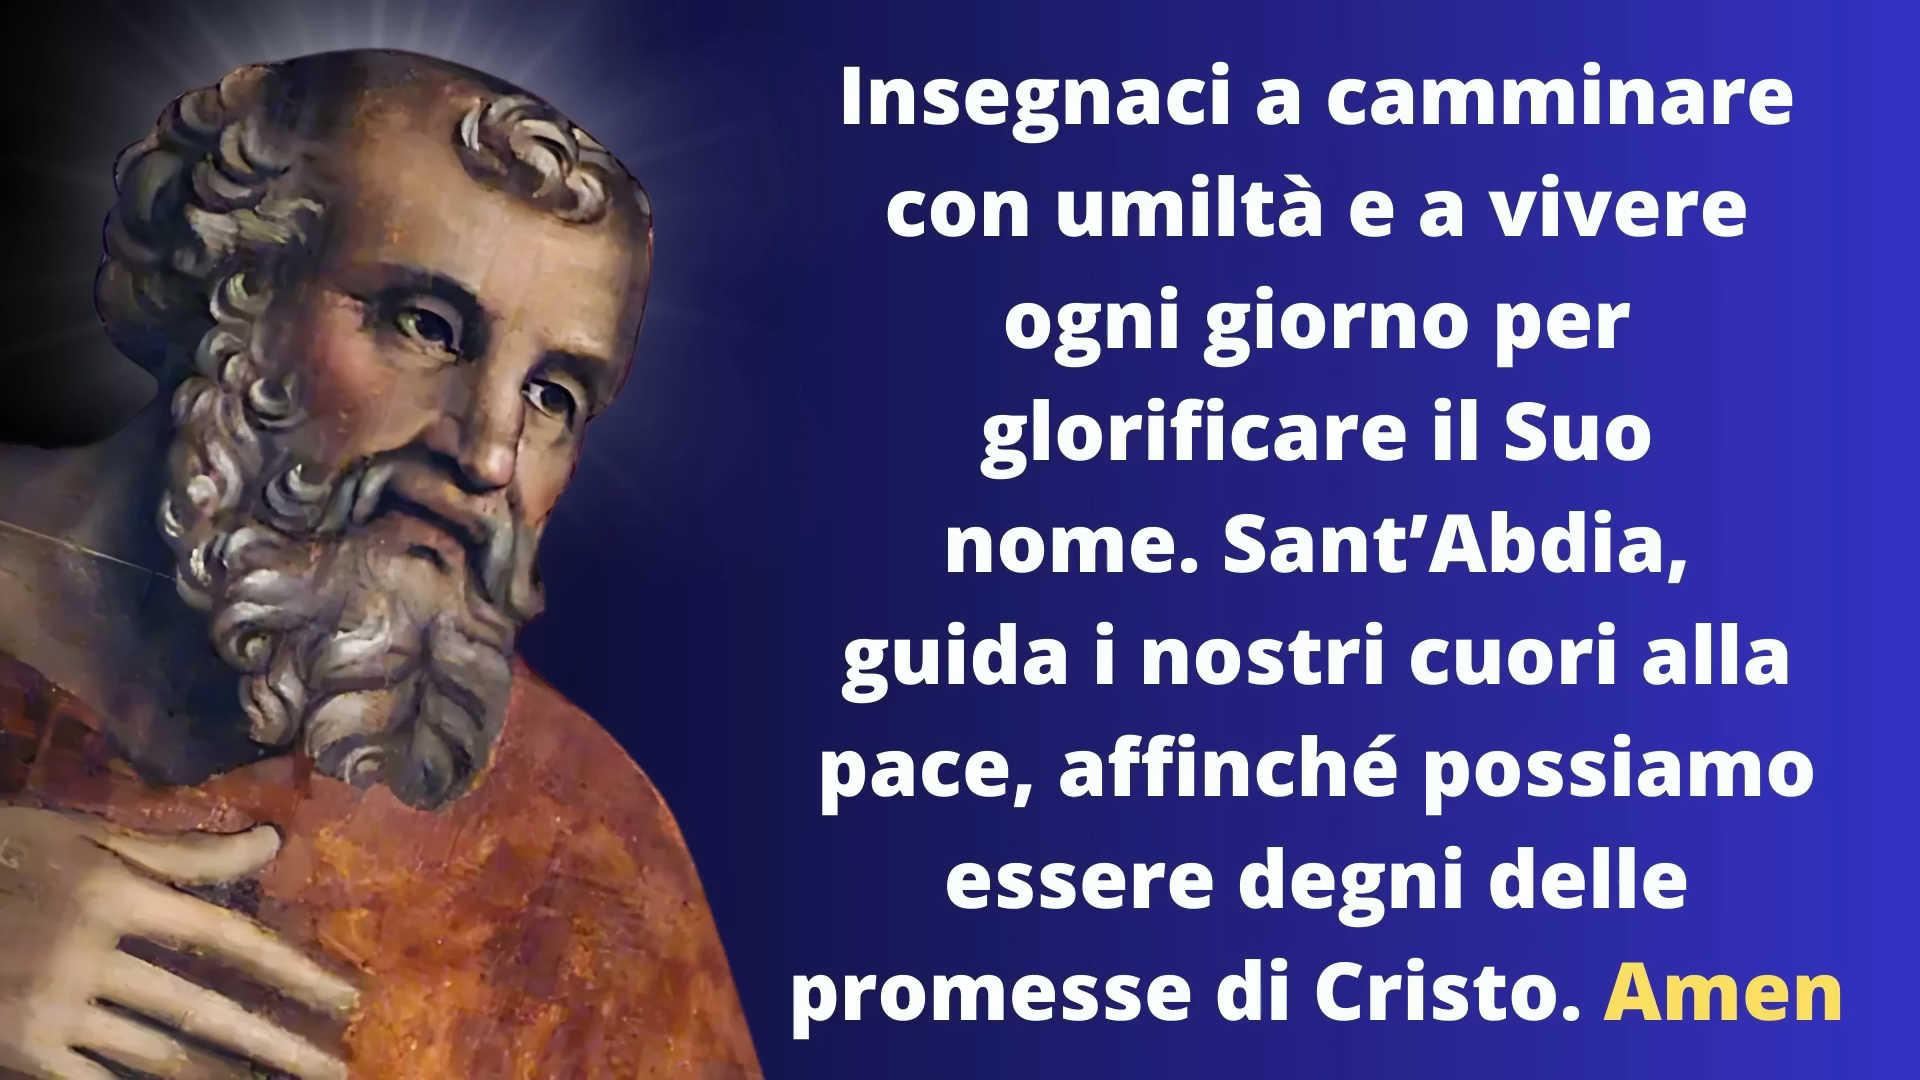 Insegnaci a camminare
con umiltà e a vivere
ogni giorno per
glorificare il Suo
nome. Sant’Abdia,
guida i nostri cuori alla
pace, affinché possiamo
essere degni delle
promesse di Cristo. Amen